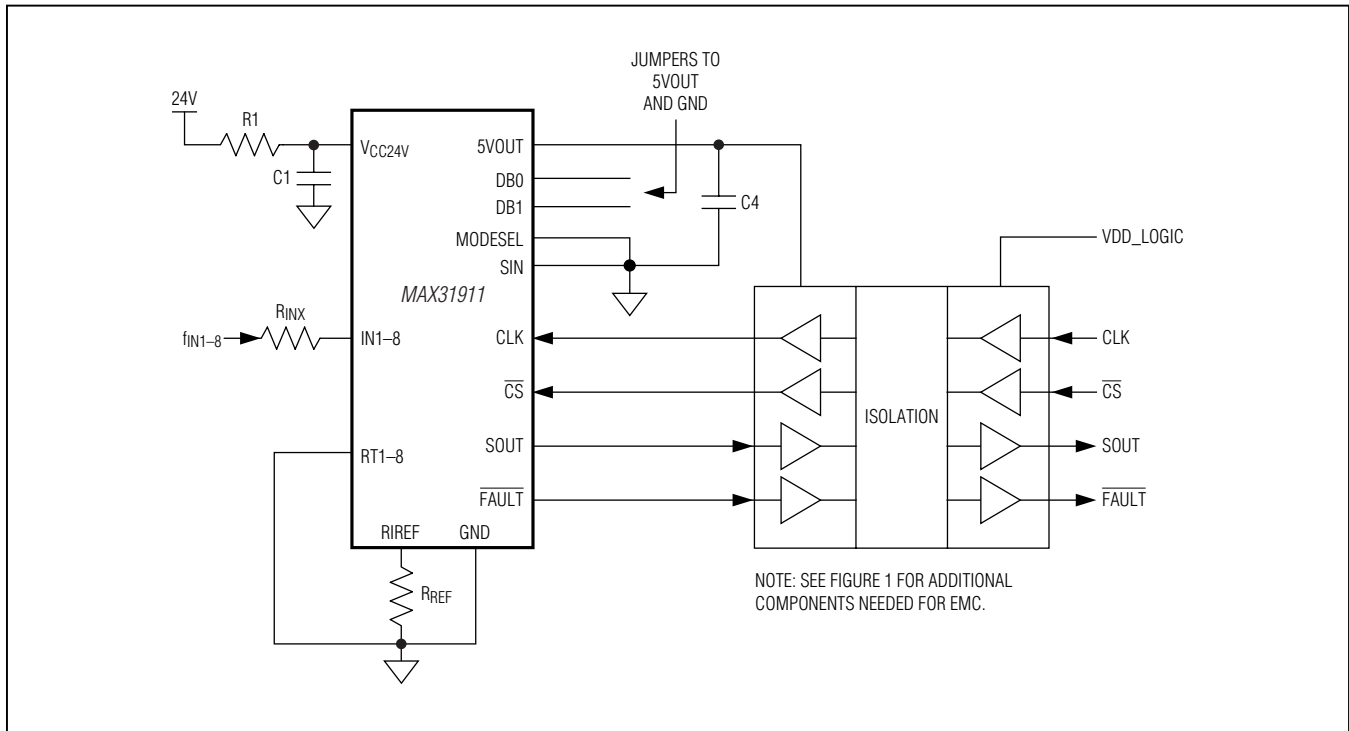 JUMPERS TO
5VOUT
AND GND
24V
R1
C1
VCC24V
5VOUT
DB0
DB1
MODESEL
SIN
C4
VDD_LOGIC
MAX31911
fIN1–8
RINX
IN1–8
CLK
CS
SOUT
FAULT
RT1–8
RIREF
GND
RREF
ISOLATION
CLK
CS
SOUT
FAULT
NOTE: SEE FIGURE 1 FOR ADDITIONAL
COMPONENTS NEEDED FOR EMC.